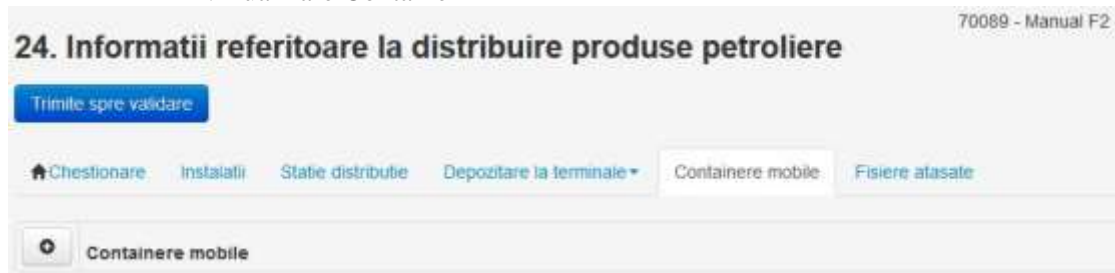 70089 - Manual F2
24. Informatii referitoare la distribuire produse petroliere
Trimite spre validare
Chestionare Instalatii Statie distributie Depozitare la terminale Containere mobile Fisiere atasate
Containere mobile